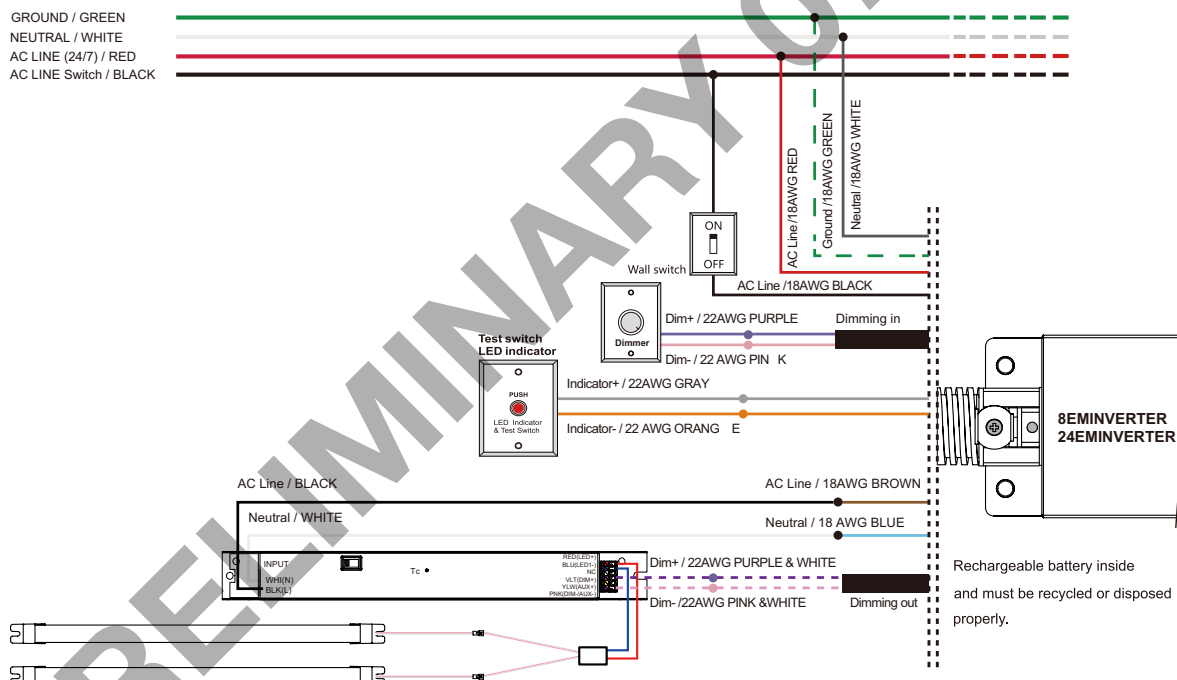 GROUND / GREEN
NEUTRAL / WHITE
AC LINE (24/7) / RED
AC LINE Switch / BLACK
AC Line /18AWG RED
Ground /18AWG GREEN
Neutral /18AWG WHITE
ON
OFF
Wall switch
AC Line /18AWG BLACK
Dimmer
Dim+ / 22AWG PURPLE
Dimming in
Dim- / 22 AWG PIN K
Test switch
LED indicator
PUSH
LED Indicator
& Test Switch
Indicator+ / 22AWG GRAY
Indicator- / 22 AWG ORANG E
8EMINVERTER
24EMINVERTER
AC Line / BLACK
AC Line / 18AWG BROWN
Neutral / WHITE
Neutral / 18 AWG BLUE
INPUT
WHI(N)
BLK(L)
Tc
RED(LED+)
BLU(LED1-)
NC
VLT(DIM+)
YLW(AUX+)
PNK(DIM-/AUX-)
Dim+ / 22AWG PURPLE & WHITE
Dim- /22AWG PINK &WHITE
Dimming out
Rechargeable battery inside
and must be recycled or disposed
properly.
RELIMINARY